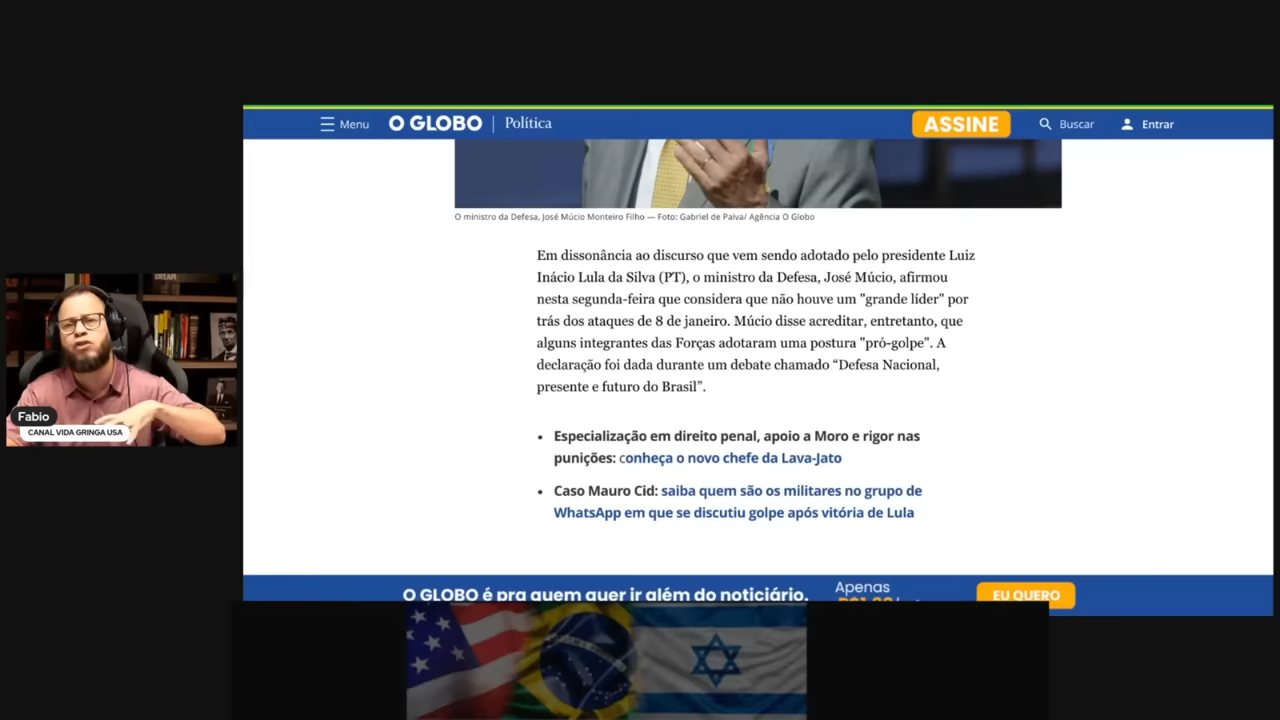 Menu
O GLOBO
Política
ASSINE
Buscar
Entrar
O ministro da Defesa, José Múcio Monteiro Filho — Foto: Gabriel de Paiva/ Agência O Globo
Em dissonância ao discurso que vem sendo adotado pelo presidente Luiz
Inácio Lula da Silva (PT), o ministro da Defesa, José Múcio, afirmou
nesta segunda-feira que considera que não houve um "grande líder" por
trás dos ataques de 8 de janeiro. Múcio disse acreditar, entretanto, que
alguns integrantes das Forças adotaram uma postura "pró-golpe". A
declaração foi dada durante um debate chamado “Defesa Nacional,
presente e futuro do Brasil”.
• Especialização em direito penal, apoio a Moro e rigor nas
punições: conheça o novo chefe da Lava-Jato
• Caso Mauro Cid: saiba quem são os militares no grupo de
WhatsApp em que se discutiu golpe após vitória de Lula
O GLOBO é pra quem quer ir além do noticiário.
Apenas
EU QUERO
DREAM
Fabio
CANAL VIDA GRINGA USA